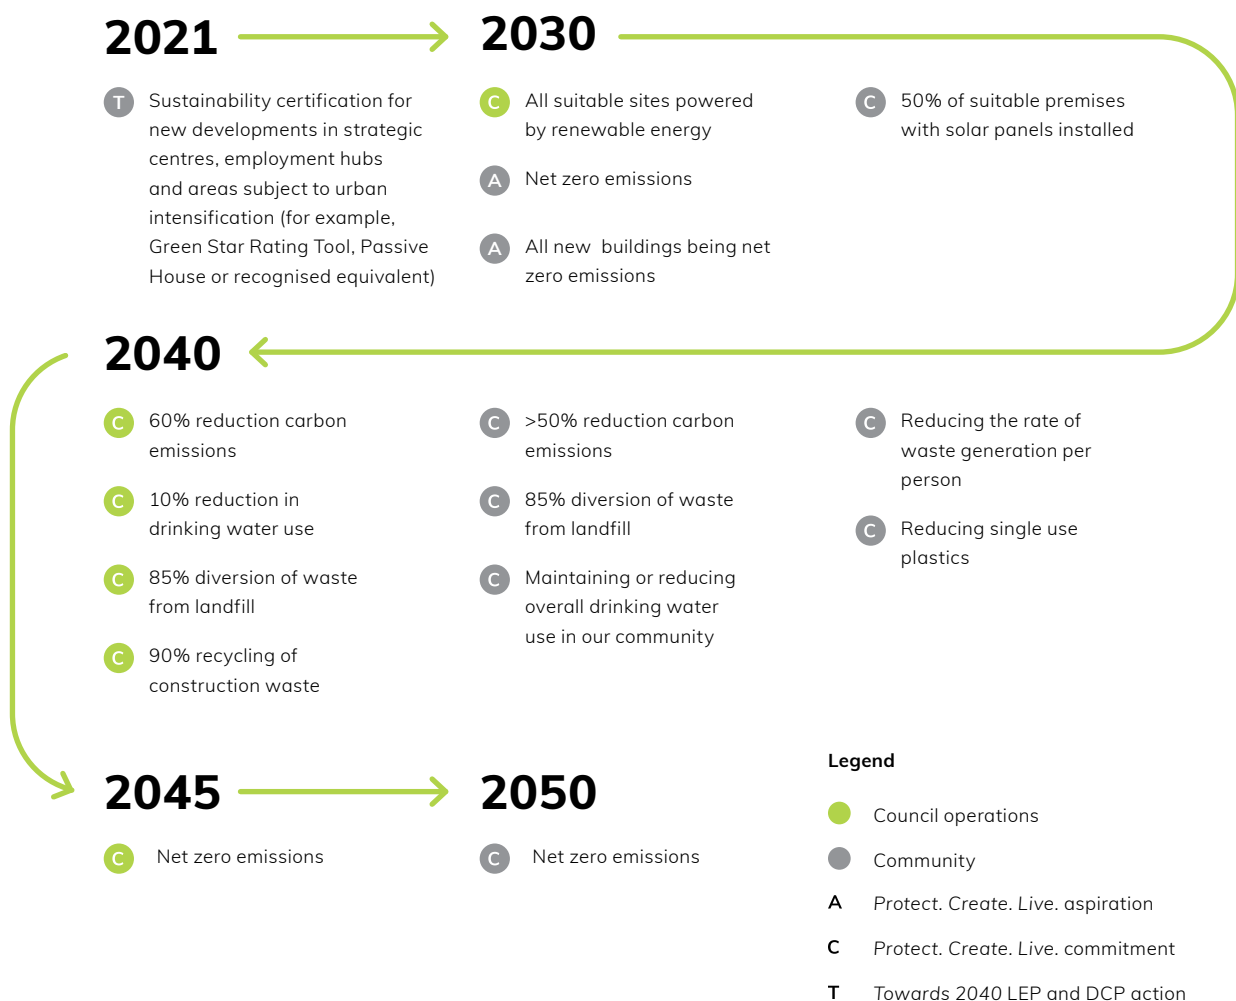 2021
T
Sustainability certification for
new developments in strategic
centres, employment hubs
and areas subject to urban
intensification (for example,
Green Star Rating Tool, Passive
House or recognised equivalent)
2030
C
All suitable sites powered
by renewable energy
A
Net zero emissions
A
All new buildings being net
zero emissions
C
50% of suitable premises
with solar panels installed
2040
C
60% reduction carbon
emissions
C
10% reduction in
drinking water use
C
85% diversion of waste
from landfill
C
90% recycling of
construction waste
C
>50% reduction carbon
emissions
C
85% diversion of waste
from landfill
C
Maintaining or reducing
overall drinking water
use in our community
C
Reducing the rate of
waste generation per
person
C
Reducing single use
plastics
2045
C Net zero emissions
2050
C Net zero emissions
Legend
Council operations
Community
A Protect. Create. Live. aspiration
C Protect. Create. Live. commitment
T Towards 2040 LEP and DCP action